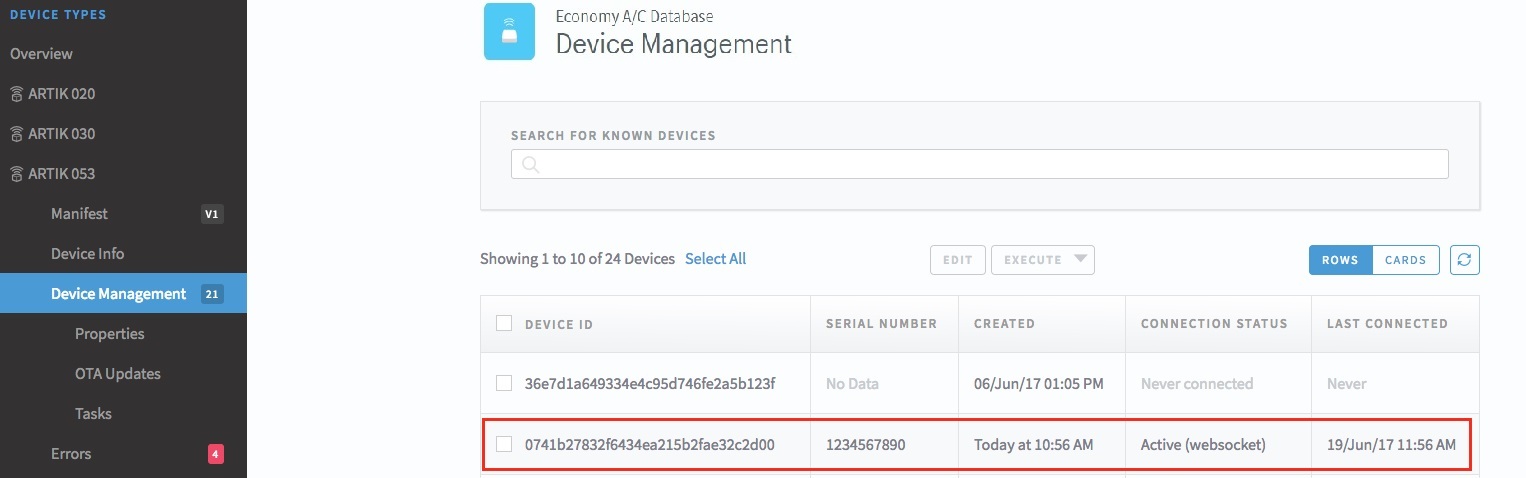 DEVICE TYPES
Overview
ARTIK 020
ARTIK 030
ARTIK 053
Manifest V1
Device Info
Device Management 21
Properties
OTA Updates
Tasks
Errors 4
Economy A/C Database
Device Management
SEARCH FOR KNOWN DEVICES
Showing 1 to 10 of 24 Devices Select All EDIT EXECUTE ROWS CARDS
DEVICE ID SERIAL NUMBER CREATED CONNECTION STATUS LAST CONNECTED
36e7d1a649334e4c95d746fe2a5b123f No Data 06/Jun/17 01:05 PM Never connected Never
0741b27832f6434ea215b2fae32c2d00 1234567890 Today at 10:56 AM Active (websocket) 19/Jun/17 11:56 AM